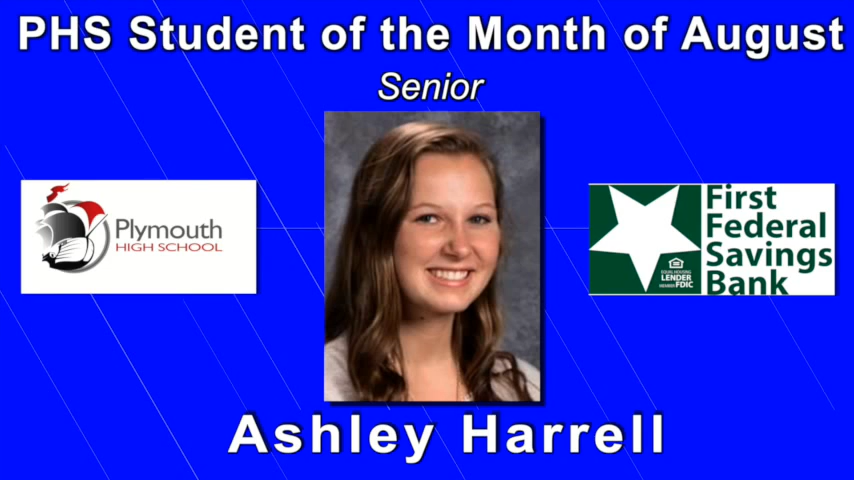 PHS Student of the Month of August
Senior
Plymouth
HIGH SCHOOL
First
Federal
Savings
Bank
EQUAL HOUSING
LENDER
MEMBER FDIC
Ashley Harrell